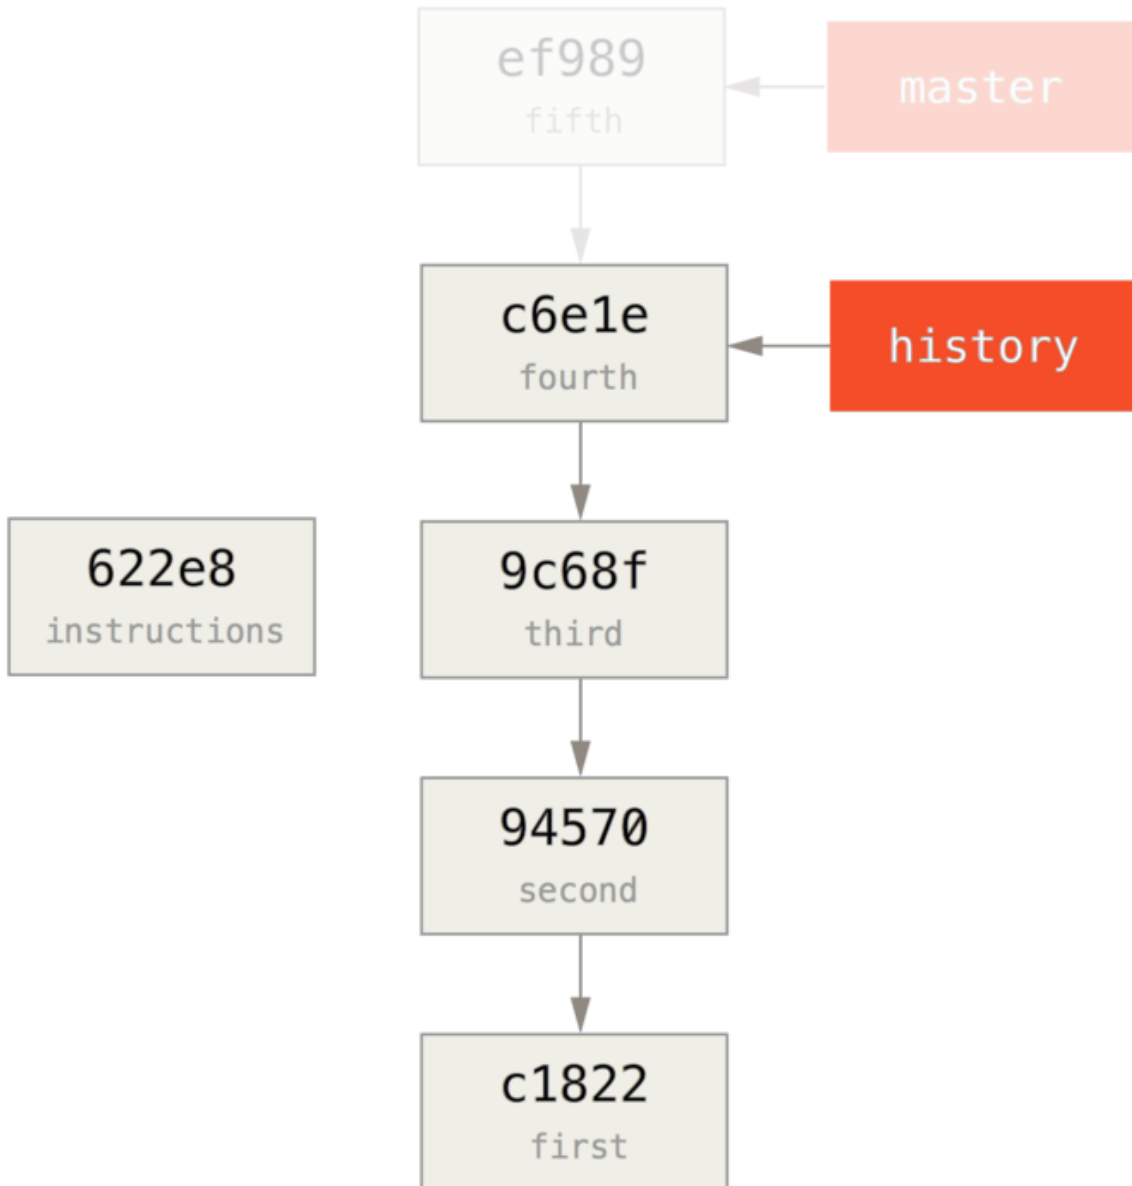 ef989
fifth
master
c6e1e
fourth
history
622e8
instructions
9c68f
third
94570
second
c1822
first